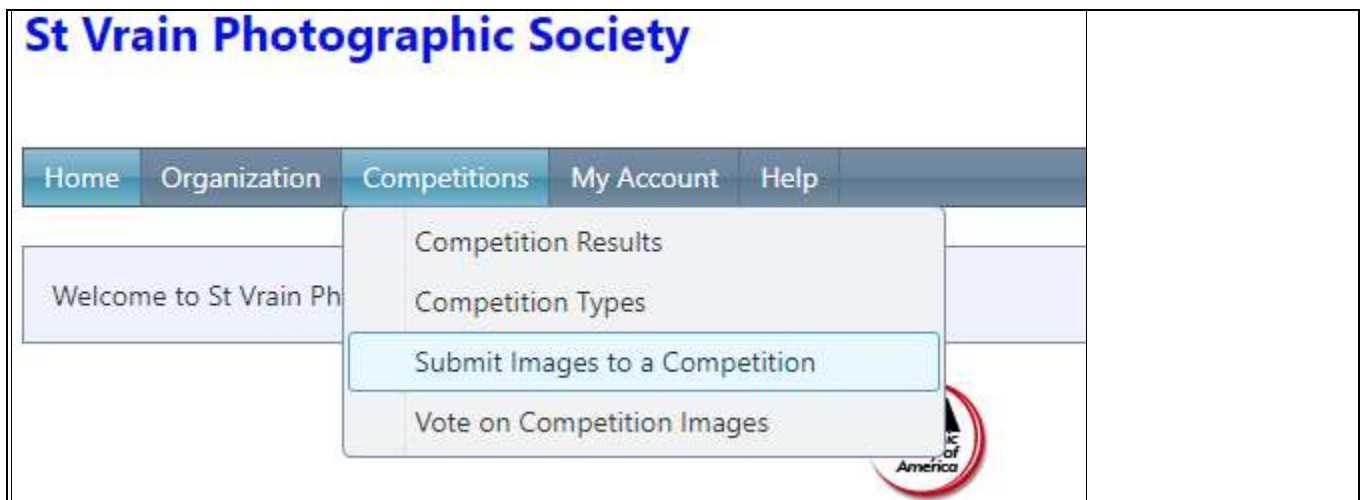 St Vrain Photographic Society
Home Organization Competitions My Account Help
Competition Results
Welcome to St Vrain Ph
Competition Types
Submit Images to a Competition
Vote on Competition Images
of
America